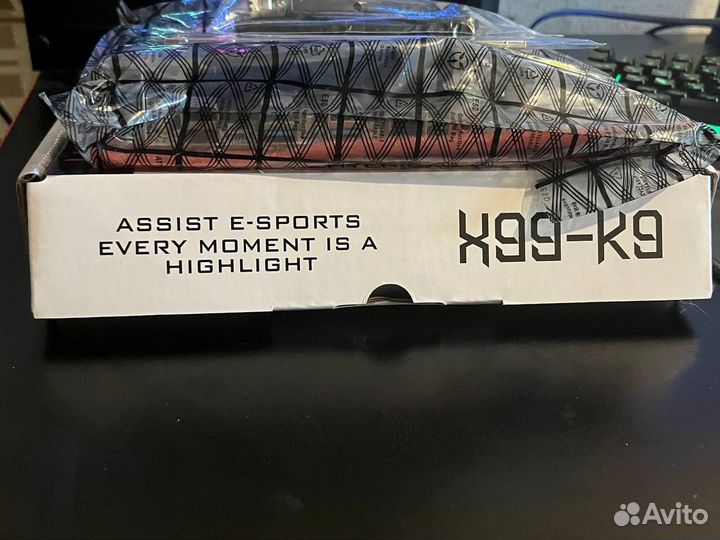 ASSIST E-SPORTS
EVERY MOMENT IS A
HIGHLIGHT
X99-K9
Avito